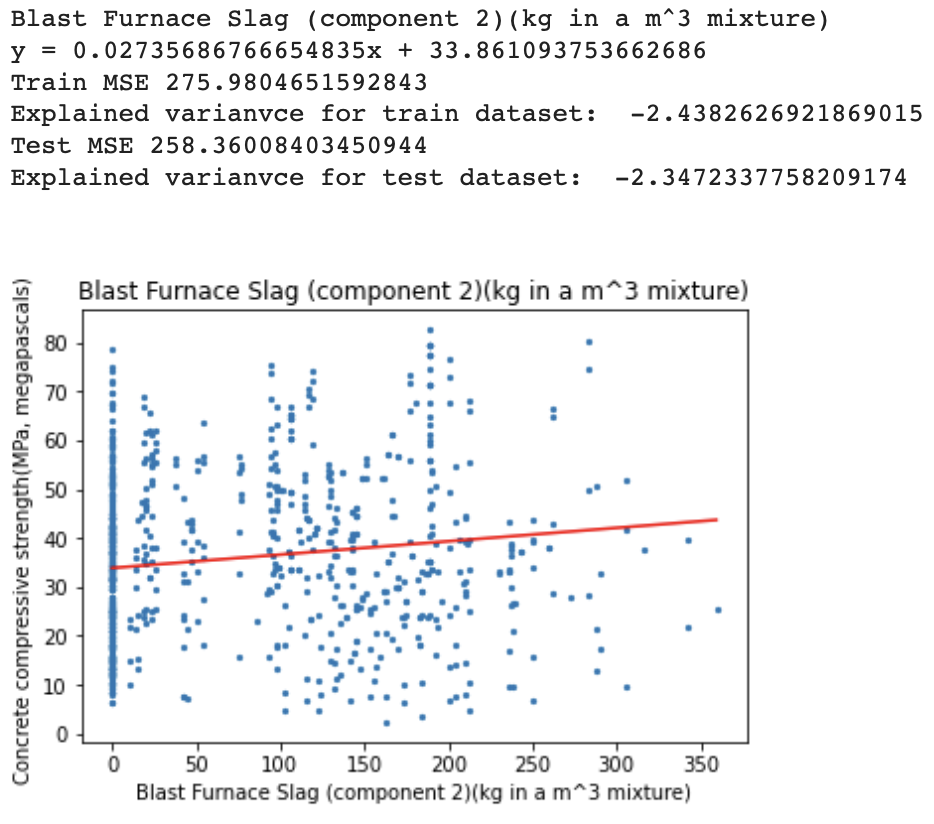 Blast Furnace Slag (component 2)(kg in a m^3 mixture)
y = 0.02735686766654835x + 33.861093753662686
Train MSE 275.9804651592843
Explained varianvce for train dataset:  -2.4382626921869015
Test MSE 258.36008403450944
Explained varianvce for test dataset:  -2.3472337758209174
Blast Furnace Slag (component 2)(kg in a m^3 mixture)
Concrete compressive strength(MPa, megapascals)
80
70
60
50
40
30
20
10
0
0 50 100 150 200 250 300 350
Blast Furnace Slag (component 2)(kg in a m^3 mixture)